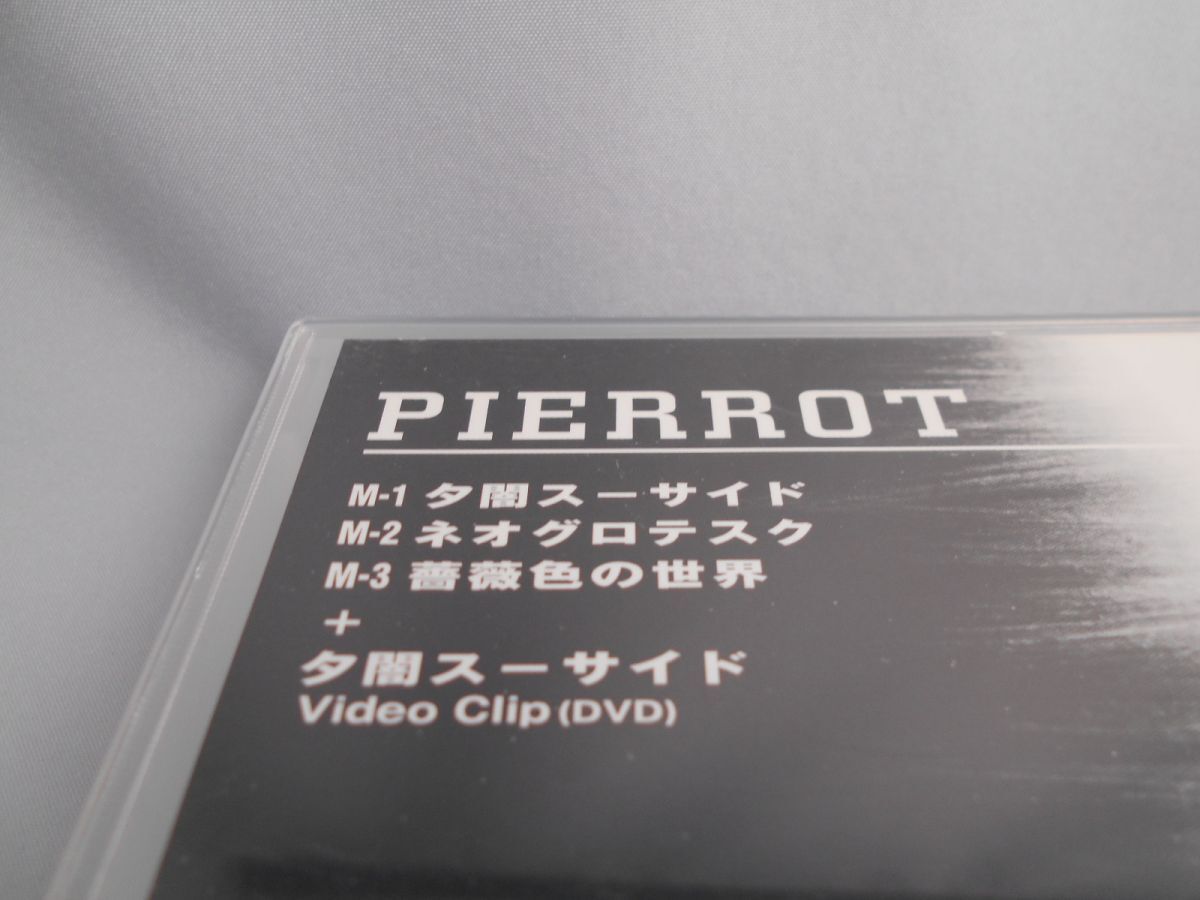 PIERROT
M-1 夕闇スーサイド
M-2 ネオグロテスク
M-3 薔薇色の世界
+
夕闇スーサイド
Video Clip (DVD)